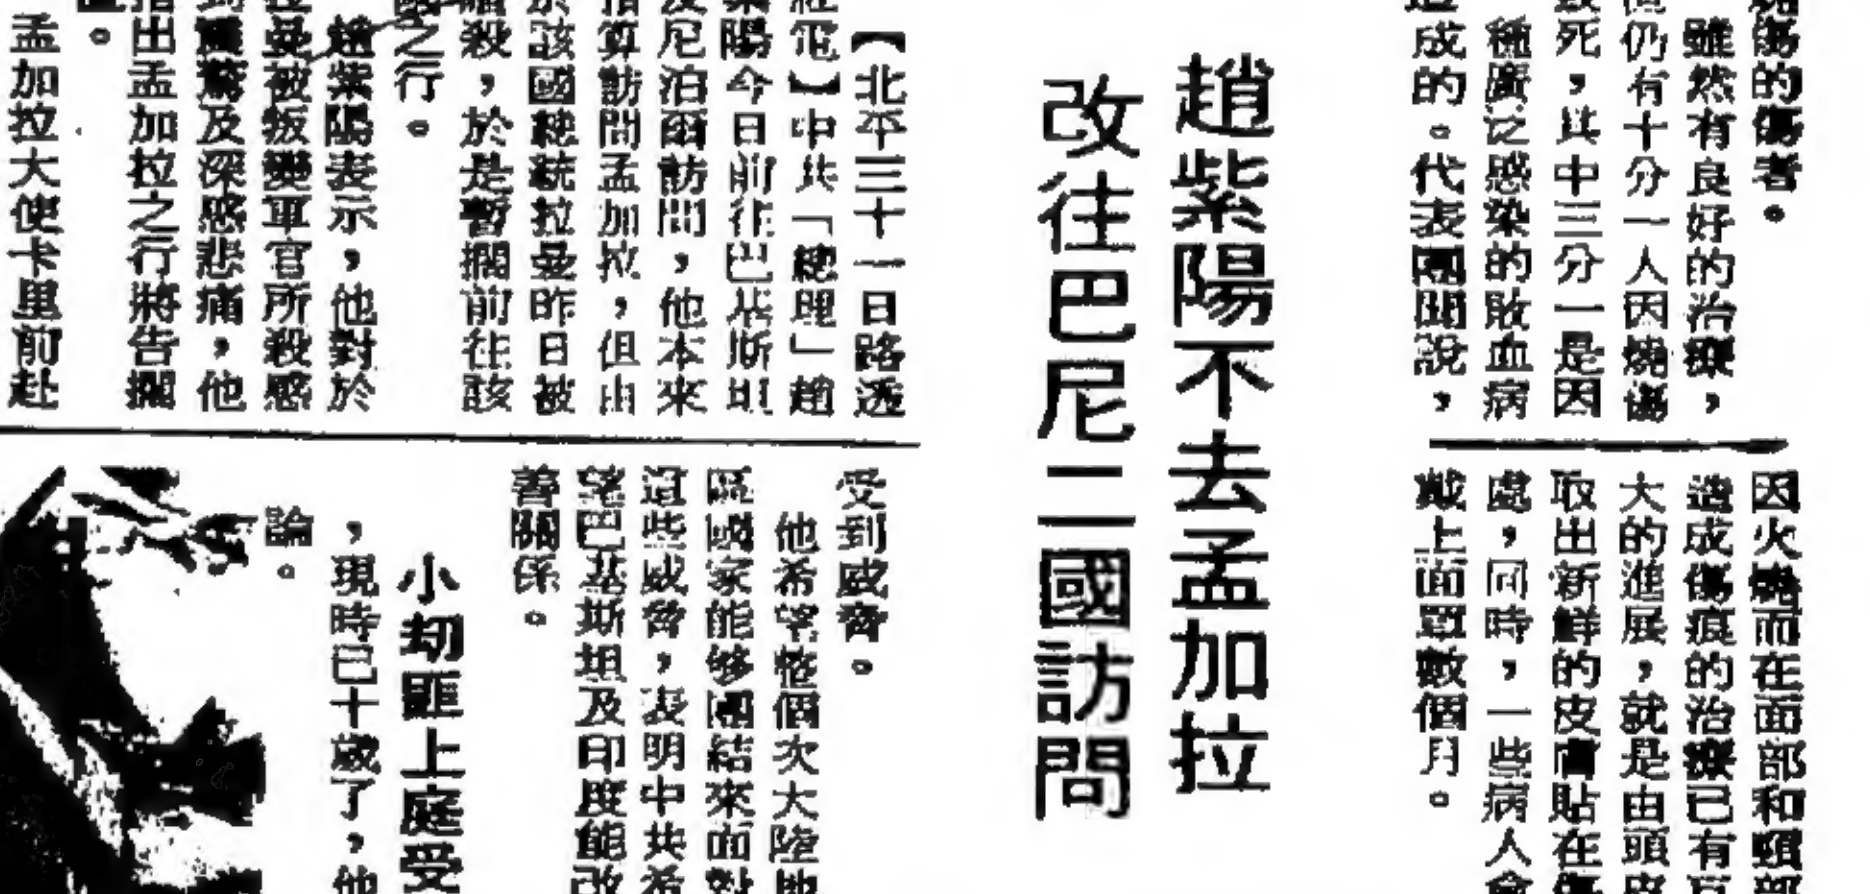 燒傷的傷者。
雖然有良好的治療，
但仍有十分一人因燒傷
致死，其中三分一是因
種廣泛感染的敗血病
造成的。代表團聞說，
因火燒而在面部和頸部
造成傷痕的治療已有
大的進展，就是由頭皮
取出新鮮的皮膚貼在傷
處，同時，一些病人會
戴上面罩數個月。
趙紫陽不去孟加拉
改往巴尼二國訪問
【北平三十一日路透
社電】中共「總理」趙
紫陽今日前往巴基斯坦
及尼泊爾訪問，他本來
預算訪問孟加拉，但由
於該國總統拉曼昨日被
殺，於是暫擱前往該
國之行。
趙紫陽表示，他對於
拉曼被叛變軍官所殺感
到震驚及深感悲痛，他
指出孟加拉之行將告擱
置。
孟加拉大使卡里前赴
受到威脅。
他希望整個次大陸地
區國家能够團結來面對
這些威脅，表明中共希
望巴基斯坦及印度能改
善關係。
小刧匪上庭受
，現時已十歲了，他
論。